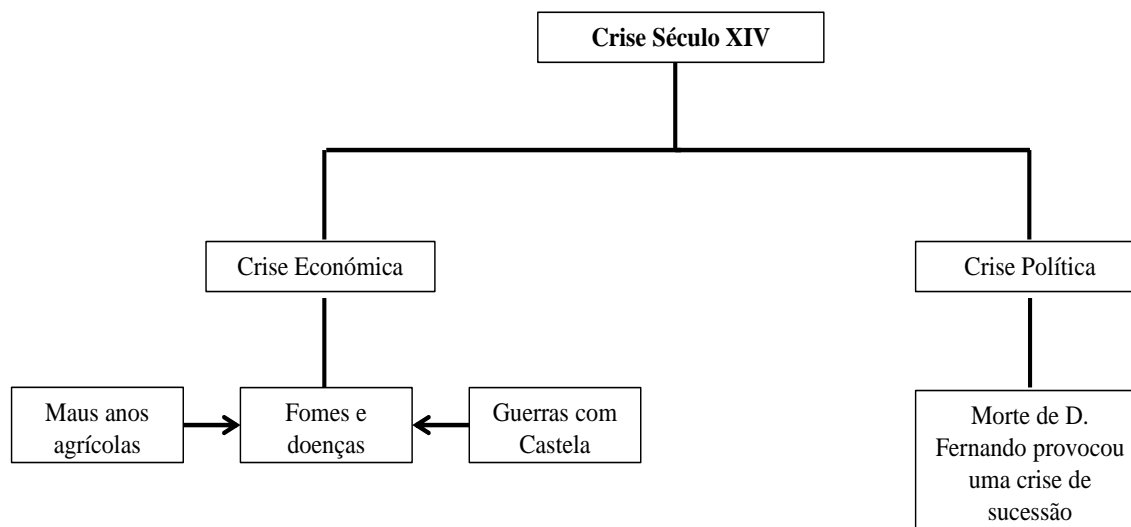 Crise Século XIV
Crise Económica
Crise Política
Maus anos
agrícolas
Fomes e
doenças
Guerras com
Castela
Morte de D.
Fernando provocou
uma crise de
sucessão